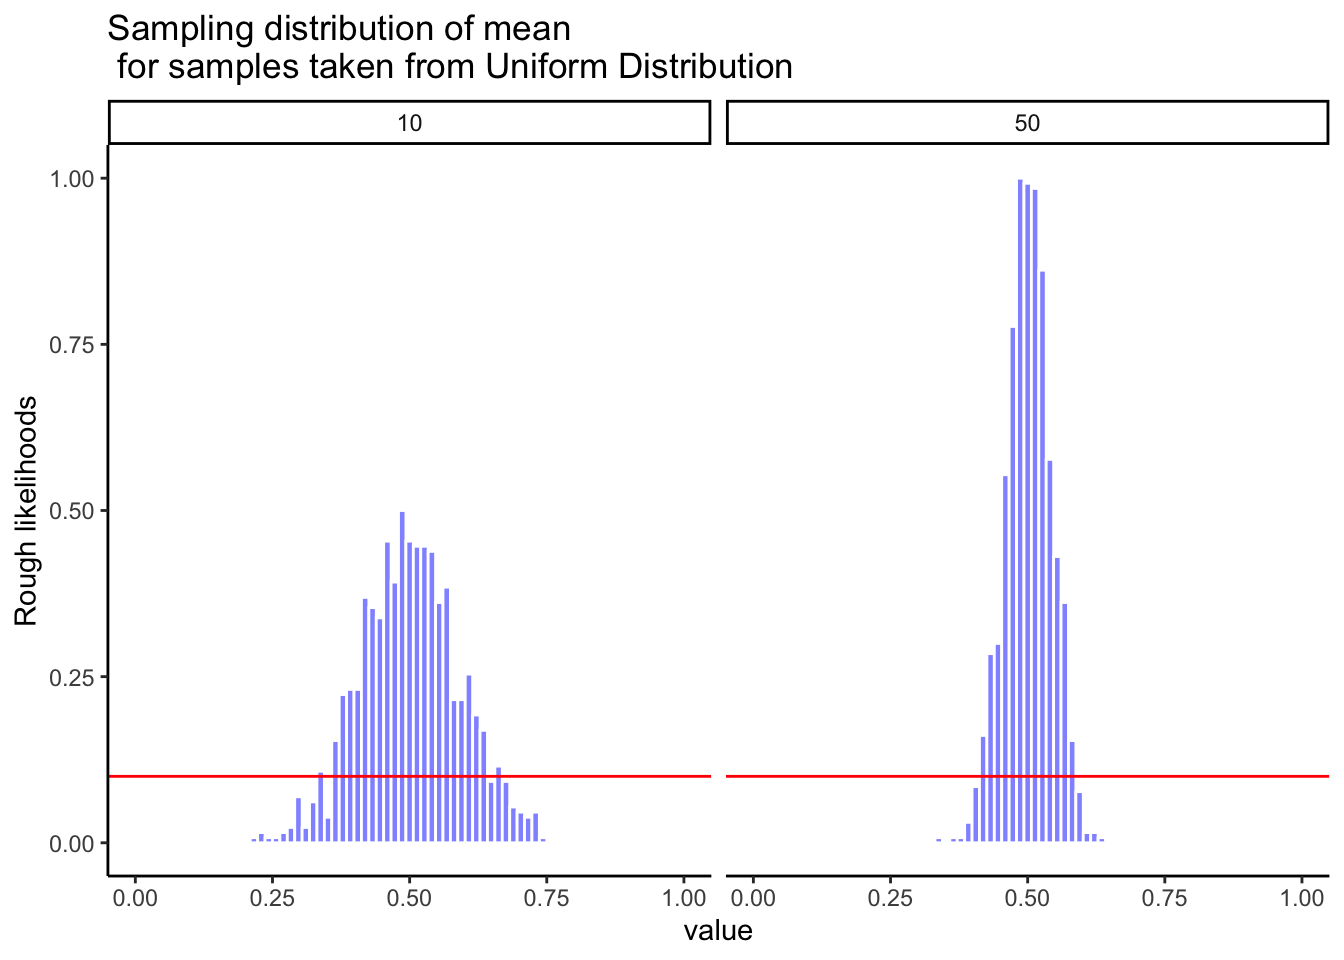 Sampling distribution of mean
for samples taken from Uniform Distribution
10
50
1.00
0.75
0.50
0.25
0.00
Rough likelihoods
0.00 0.25 0.50 0.75 1.00
0.00 0.25 0.50 0.75 1.00
value